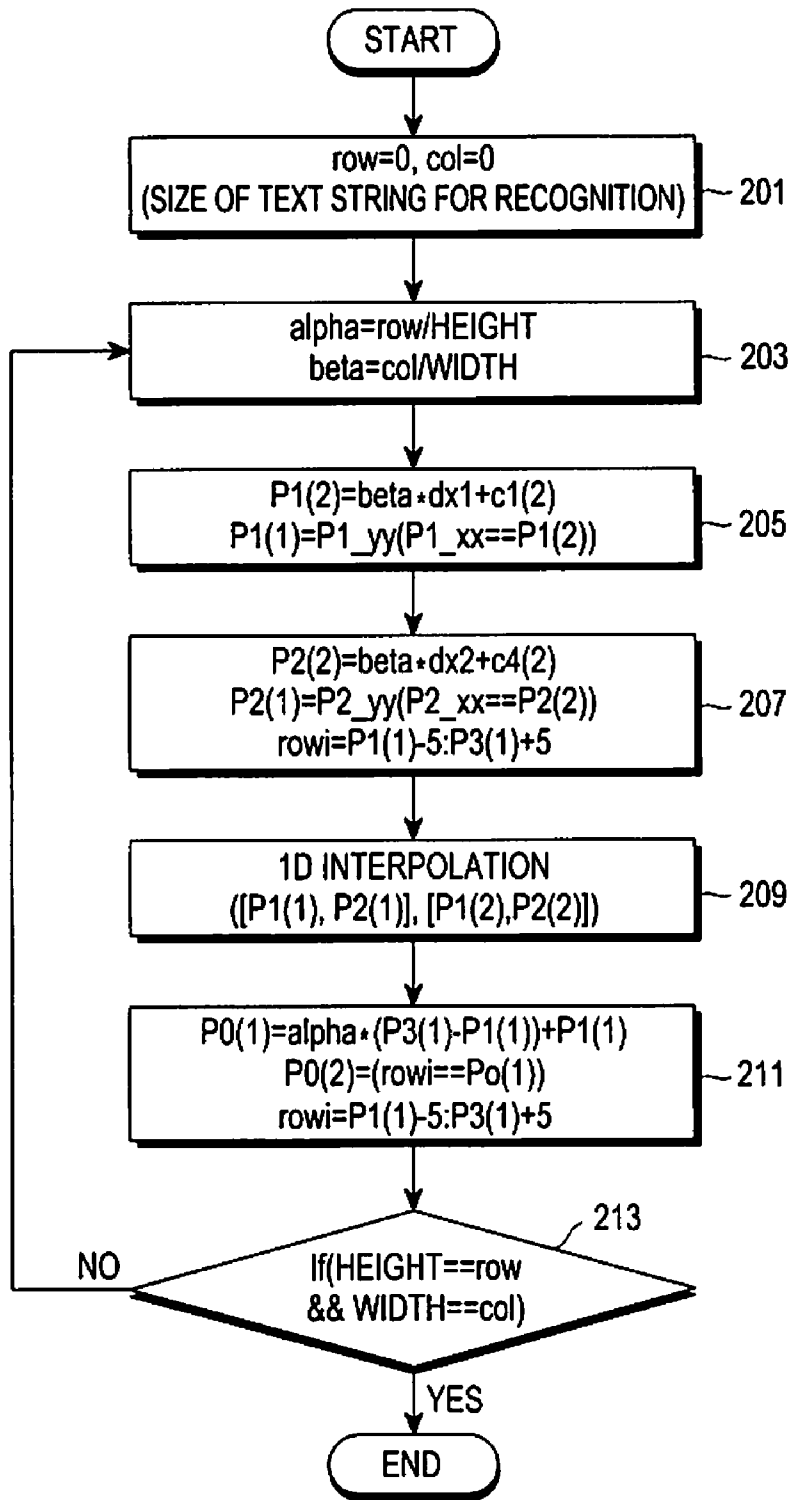 START
row=0, col=0
(SIZE OF TEXT STRING FOR RECOGNITION)
201
alpha=row/HEIGHT
beta=col/WIDTH
203
P1(2)=beta*dx1+c1(2)
P1(1)=P1_yy(P1_xx==P1(2))
205
P2(2)=beta*dx2+c4(2)
P2(1)=P2_yy(P2_xx==P2(2))
rowi=P1(1)-5:P3(1)+5
207
1D INTERPOLATION
([P1(1), P2(1)], [P1(2),P2(2)])
209
P0(1)=alpha*(P3(1)-P1(1))+P1(1)
P0(2)=(rowi==Po(1))
rowi=P1(1)-5:P3(1)+5
211
213
NO
If(HEIGHT==row
&& WIDTH==col)
YES
END